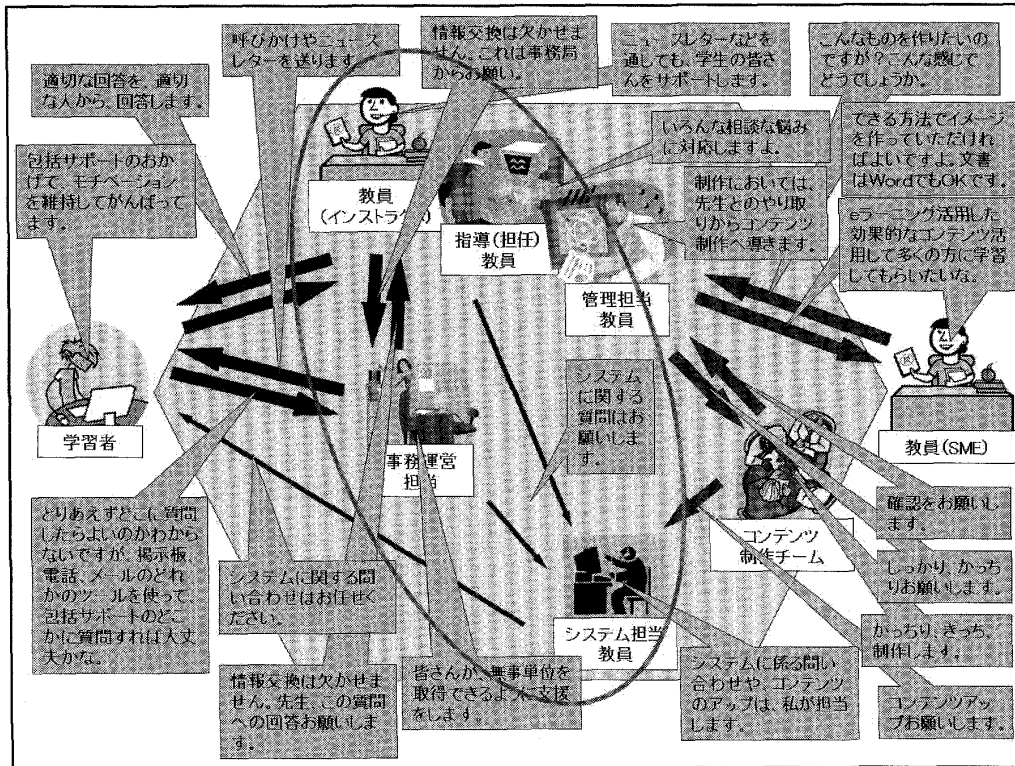 呼びかけやニュース
レターを送ります。
情報交換は欠かせま
せん。これは事務局
からお願い。
ニュースレターなどを
通しても、学生の皆さ
んをサポートします。
こんなものを作りたいの
ですが？こんな感じで
どうでしょうか。
適切な回答を、適切
な人から、回答します。
いろんな相談な悩み
に対応しますよ。
できる方法でイメージ
を作っていただけれ
ばよいですよ。文書
はWordでもOKです。
包括サポートのおか
げで、モチベーション
を維持してがんばって
ます。
教員
(インストラクタ)
指導(担任)
教員
制作においては、
先生とのやり取
りからコンテンツ
制作へ導きます。
eラーニング活用した
効果的なコンテンツ活
用して多くの方に学習
してもらいたいな。
管理担当
教員
学習者
システム
に関する
質問はお
願いしま
す。
教員(SME)
事務運営
担当
コンテンツ
制作チーム
確認をお願いし
ます。
とりあえずどこに質問
したらよいのかわから
ないですが、掲示板、
電話、メールのどれ
かのツールを使って、
包括サポートのどこ
かに質問すれば大丈
夫かな。
システムに関する問
い合わせはお任せく
ださい。
しっかり、かっち
りお願いします。
システム担当
教員
かっちり、きっち、
制作します。
情報交換は欠かせま
せん。先生、この質問
への回答お願いしま
す。
皆さんが、無事単位を
取得できるように支援
をします。
システムに係る問い
合わせや、コンテンツ
のアップは、私が担当
します。
コンテンツアッ
プお願いします。